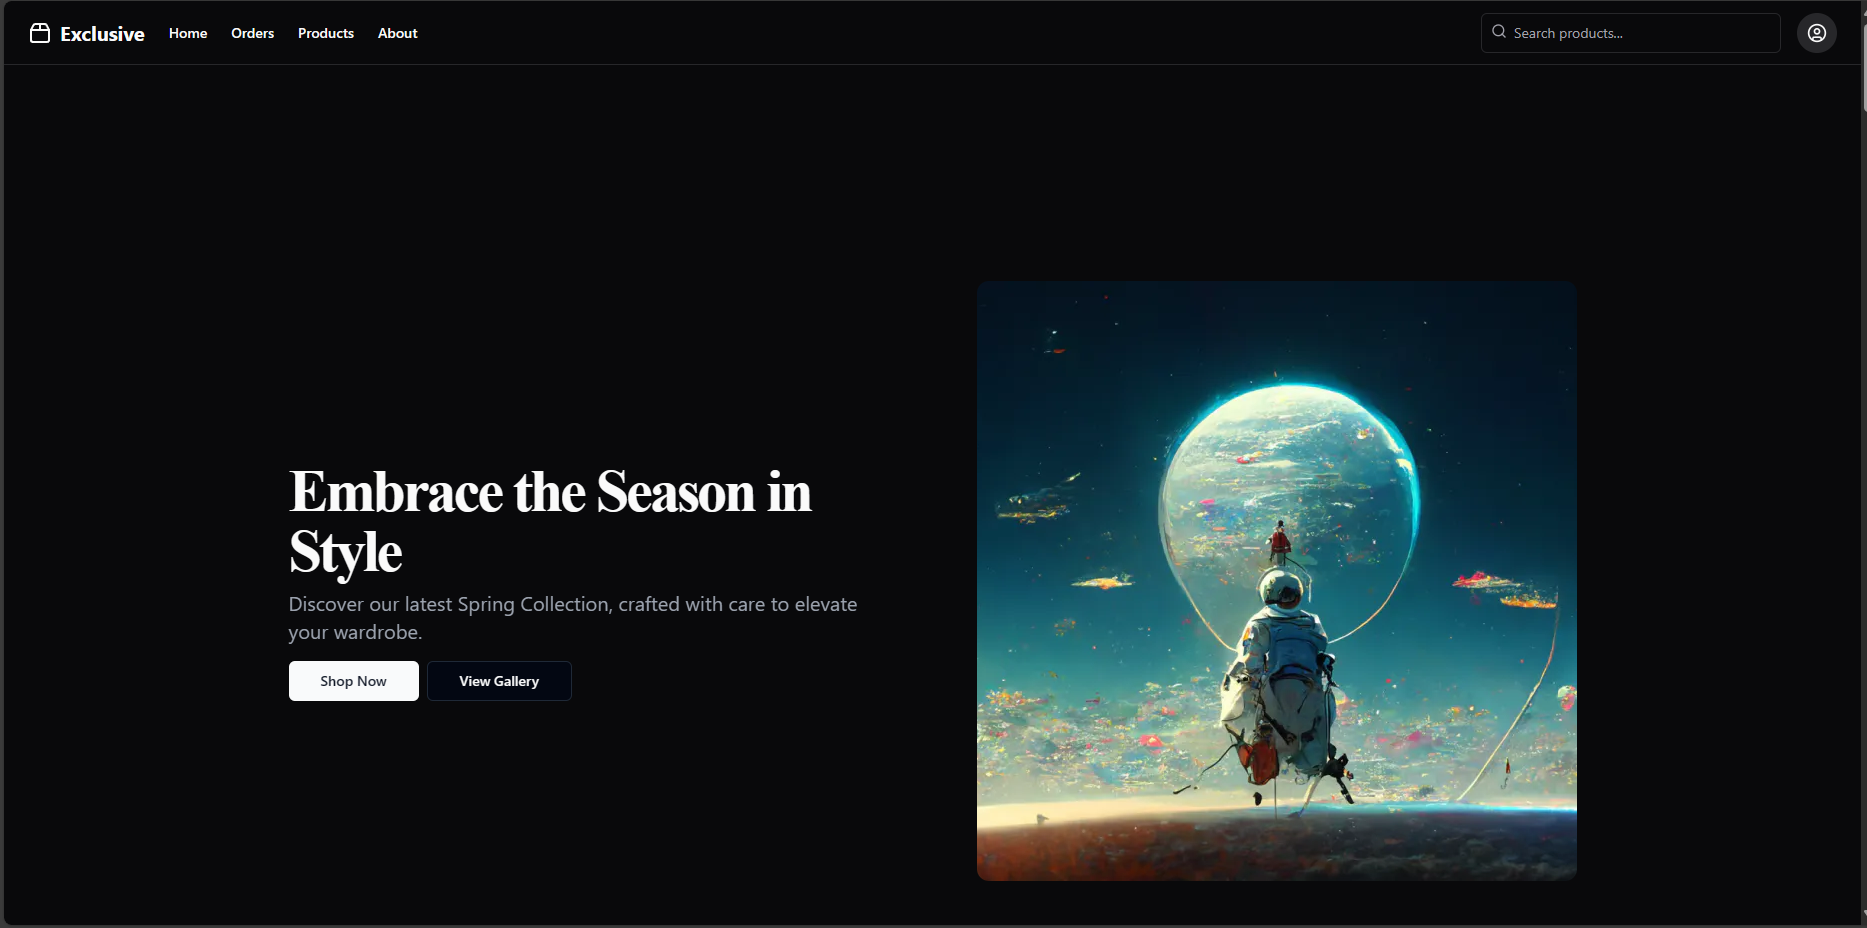 Exclusive Home Orders Products About Search products...
Embrace the Season in
Style
Discover our latest Spring Collection, crafted with care to elevate
your wardrobe.
Shop Now View Gallery